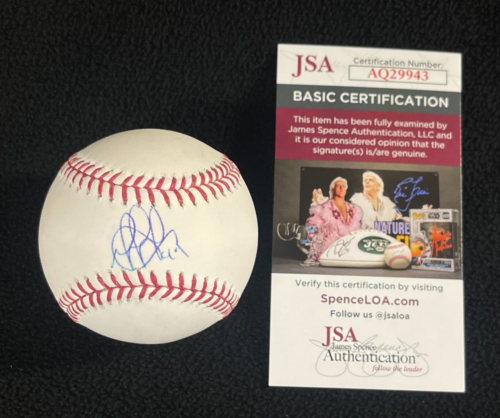 JSA
Certification Number:
AQ29943
BASIC CERTIFICATION
This item has been fully examined by
James Spence Authentication, LLC and
it is our considered opinion that the
signature(s) is/are genuine.
NATURE
JETS
Verify this certification by visiting
SpenceLOA.com
Follow us @jsaloa
JSA
James Spence
Authentication
follow the leader